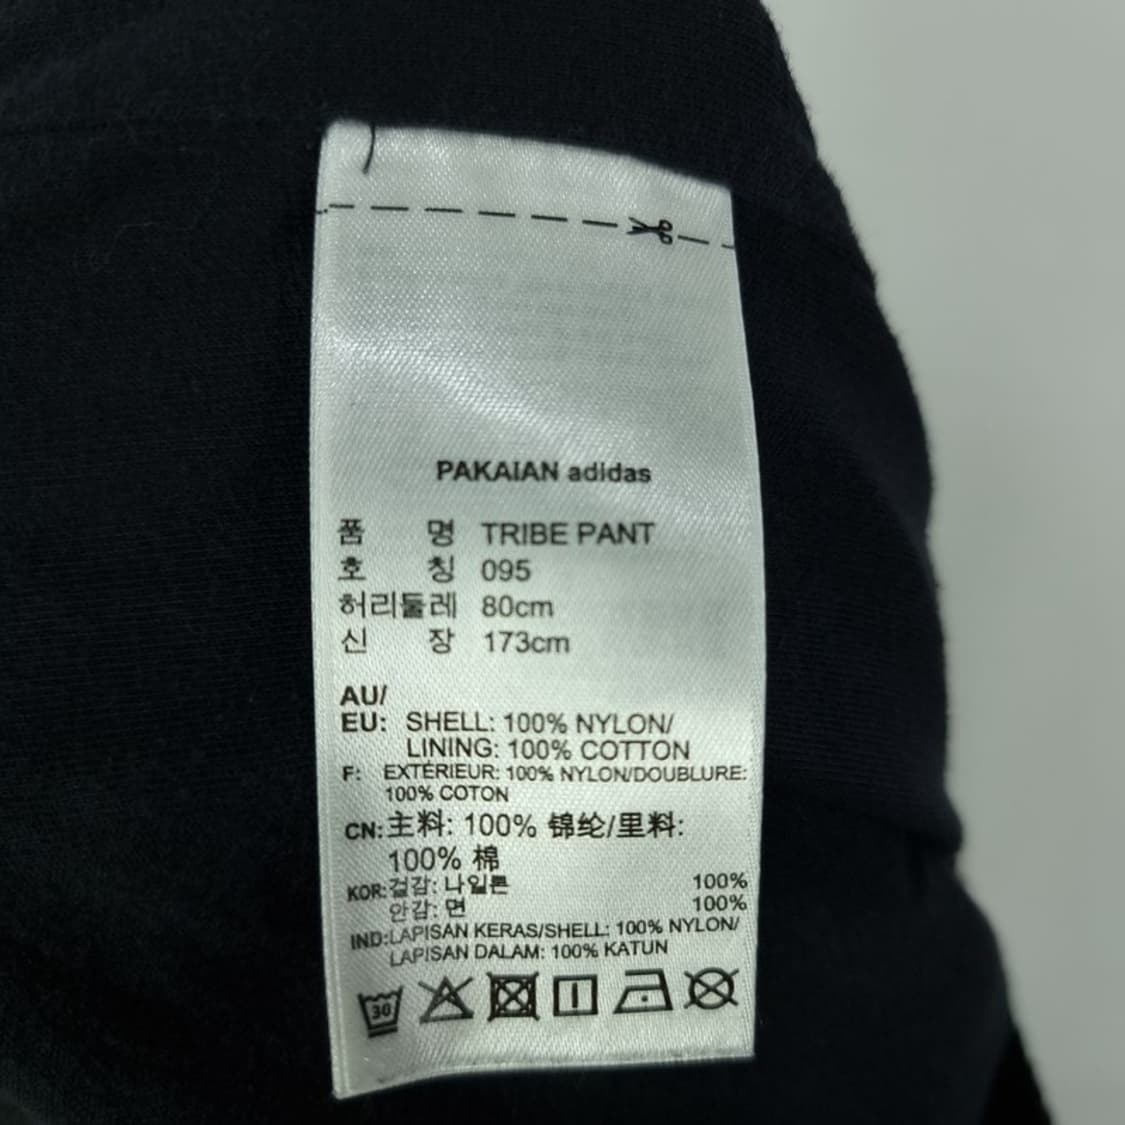 PAKAIAN adidas
품 명 TRIBE PANT
호 칭 095
허리둘레 80cm
신 장 173cm
AU/
EU: SHELL: 100% NYLON/
LINING: 100% COTTON
F: EXTÉRIEUR: 100% NYLON/DOUBLURE:
100% COTON
CN: 主料: 100% 锦纶/里料:
100% 棉
KOR: 겉감: 나일론 100%
안감: 면 100%
IND: LAPISAN KERAS/SHELL: 100% NYLON/
LAPISAN DALAM: 100% KATUN
30